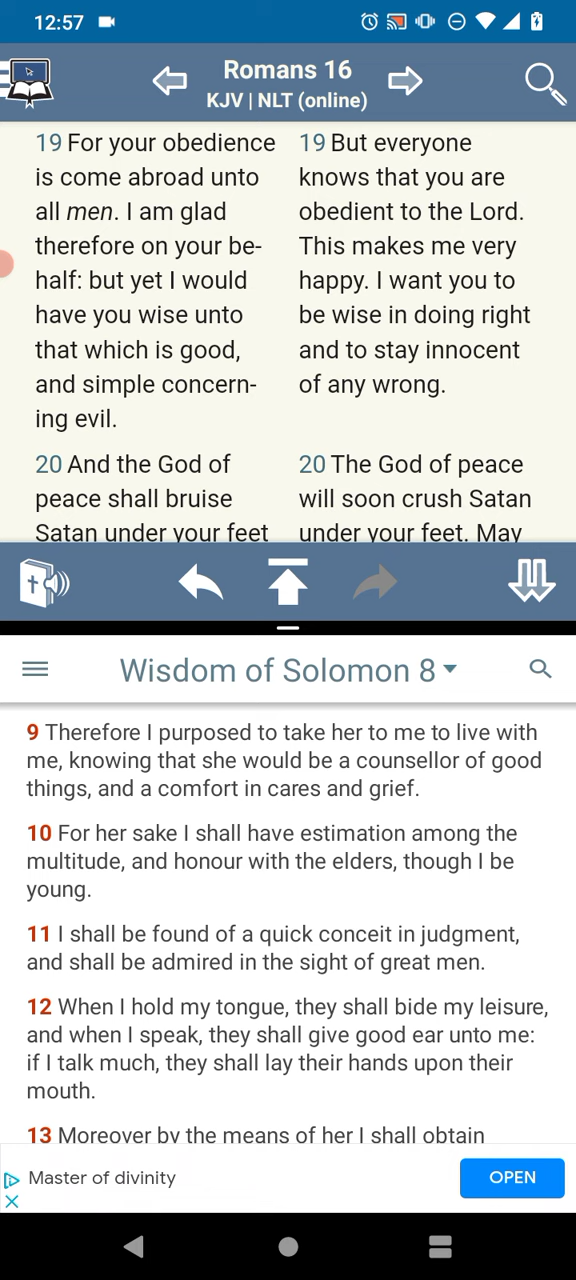 12:57
Romans 16
KJV | NLT (online)
19 For your obedience
is come abroad unto
all men. I am glad
therefore on your be-
half: but yet I would
have you wise unto
that which is good,
and simple concern-
ing evil.
20 And the God of
peace shall bruise
Satan under your feet
19 But everyone
knows that you are
obedient to the Lord.
This makes me very
happy. I want you to
be wise in doing right
and to stay innocent
of any wrong.
20 The God of peace
will soon crush Satan
under your feet. May
Wisdom of Solomon 8
9 Therefore I purposed to take her to me to live with
me, knowing that she would be a counsellor of good
things, and a comfort in cares and grief.
10 For her sake I shall have estimation among the
multitude, and honour with the elders, though I be
young.
11 I shall be found of a quick conceit in judgment,
and shall be admired in the sight of great men.
12 When I hold my tongue, they shall bide my leisure,
and when I speak, they shall give good ear unto me:
if I talk much, they shall lay their hands upon their
mouth.
13 Moreover by the means of her I shall obtain
Master of divinity
OPEN